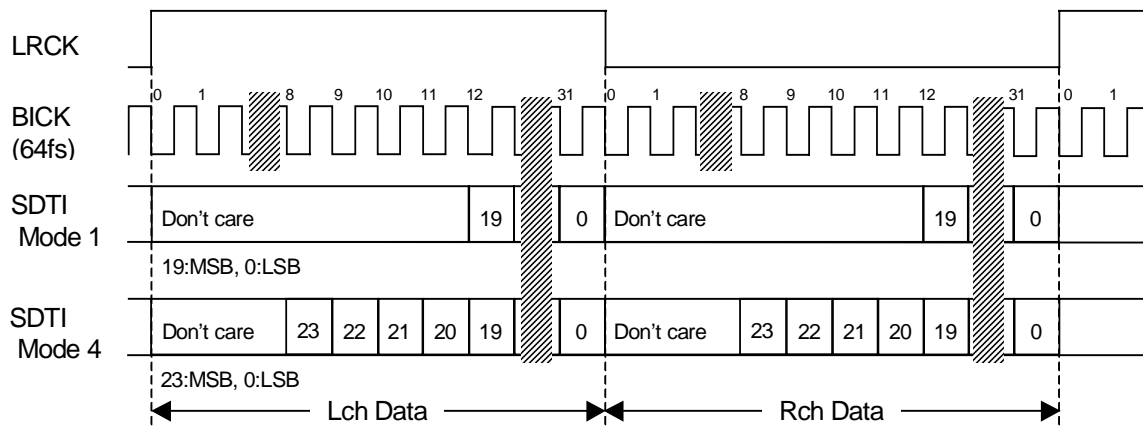 LRCK
0 1 8 9 10 11 12 31 0 1 8 9 10 11 12 31 0 1
BICK
(64fs)
SDTI
Mode 1
Don't care 19 0 Don't care 19 0
19:MSB, 0:LSB
SDTI
Mode 4
Don't care 23 22 21 20 19 0 Don't care 23 22 21 20 19 0
23:MSB, 0:LSB
Lch Data Rch Data